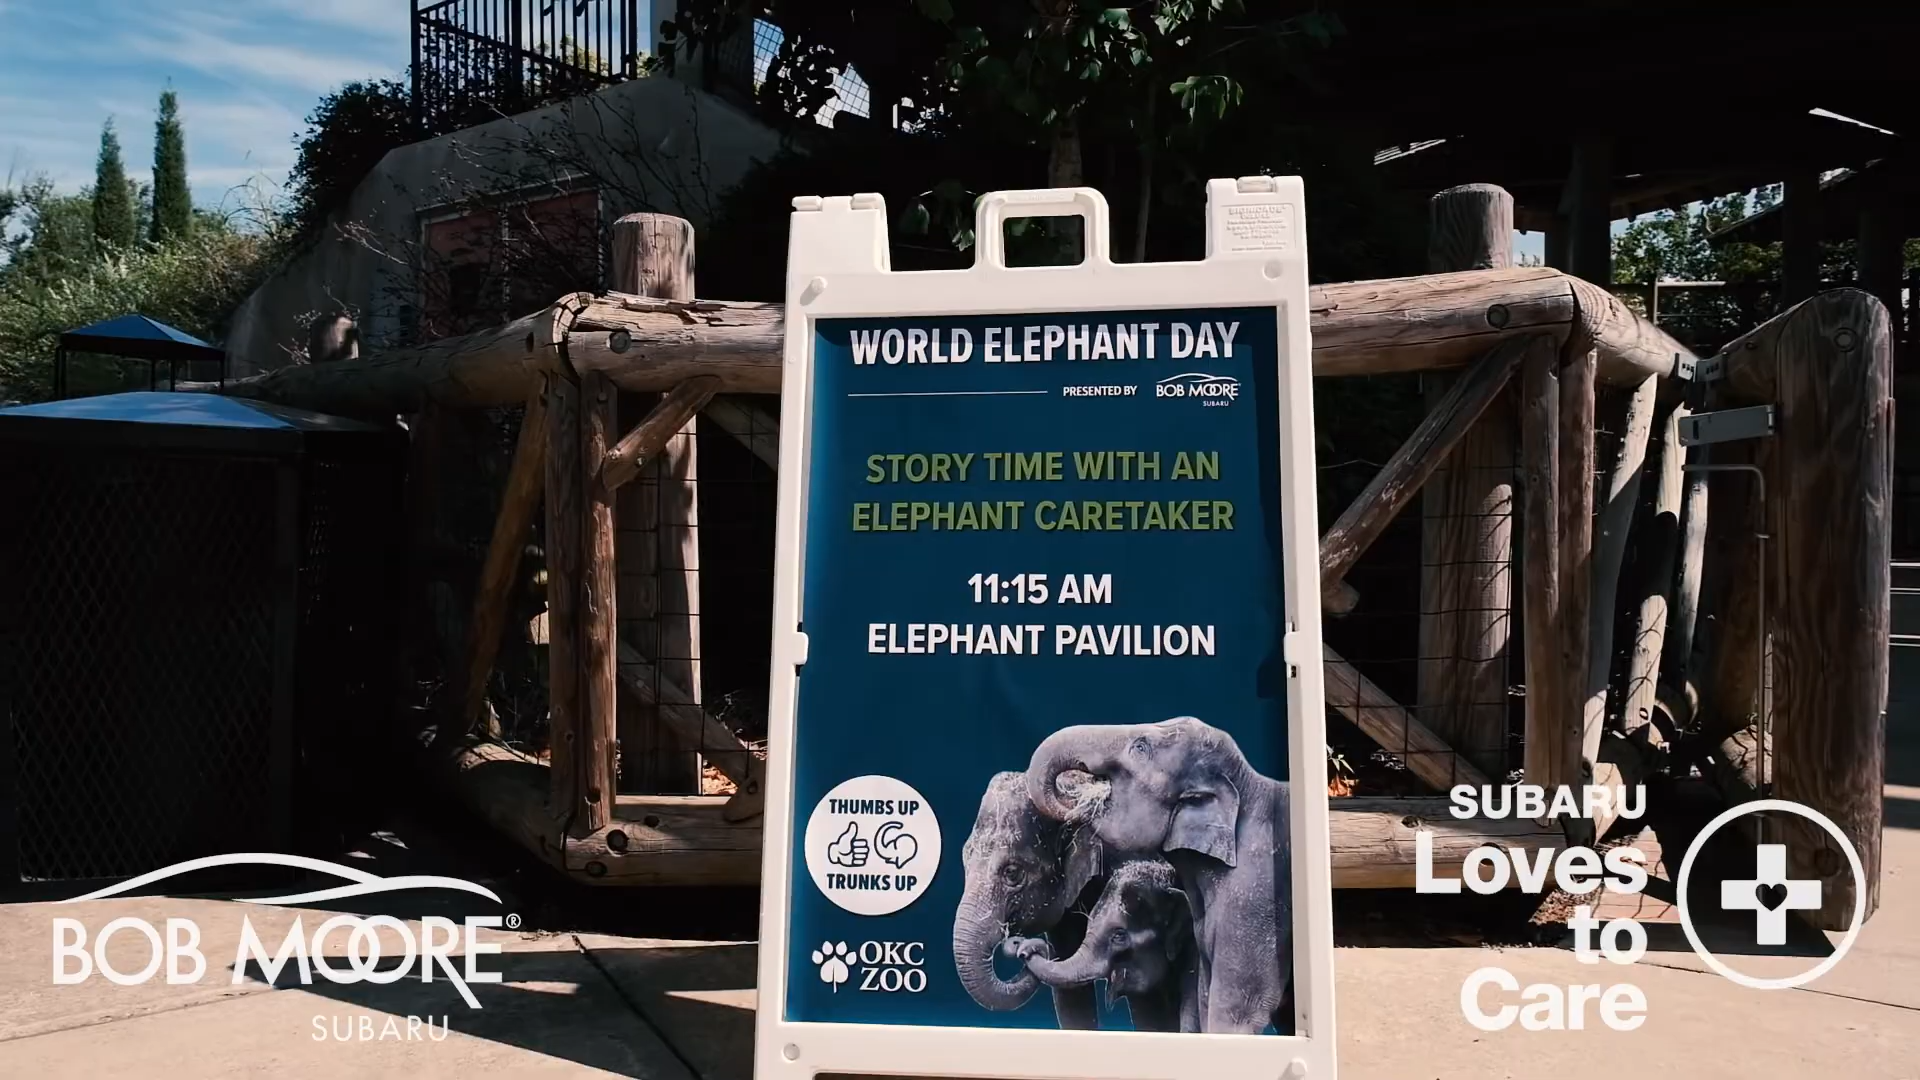 WORLD ELEPHANT DAY
PRESENTED BY BOB MOORE
SUBARU
STORY TIME WITH AN
ELEPHANT CARETAKER
11:15 AM
ELEPHANT PAVILION
THUMBS UP
TRUNKS UP
OKC
ZOO
BOB MOORE®
SUBARU
SUBARU
Loves
to
Care